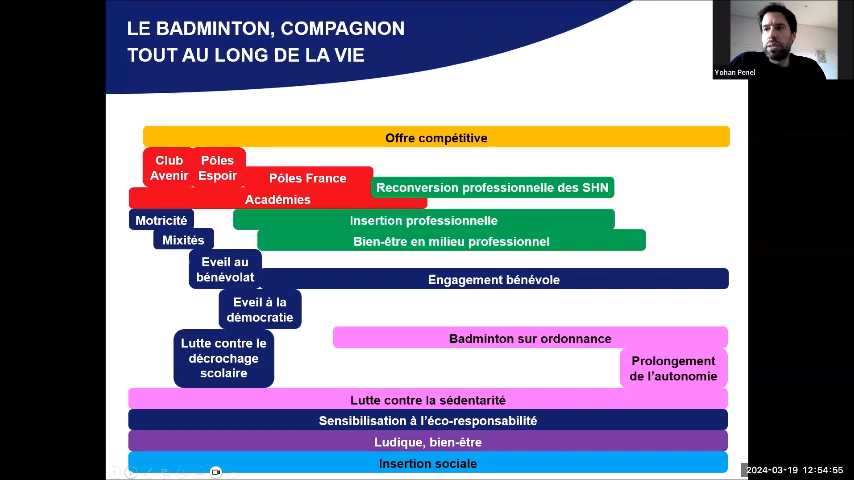 LE BADMINTON, COMPAGNON
TOUT AU LONG DE LA VIE
Yohan Penel
Offre compétitive
Club
Avenir
Pôles
Espoir
Pôles France
Reconversion professionnelle des SHN
Académies
Motricité
Insertion professionnelle
Mixités
Bien-être en milieu professionnel
Eveil au
bénévolat
Engagement bénévole
Eveil à la
démocratie
Lutte contre le
décrochage
scolaire
Badminton sur ordonnance
Prolongement
de l'autonomie
Lutte contre la sédentarité
Sensibilisation à l'éco-responsabilité
Ludique, bien-être
Insertion sociale
2024-03-19 12:54:55